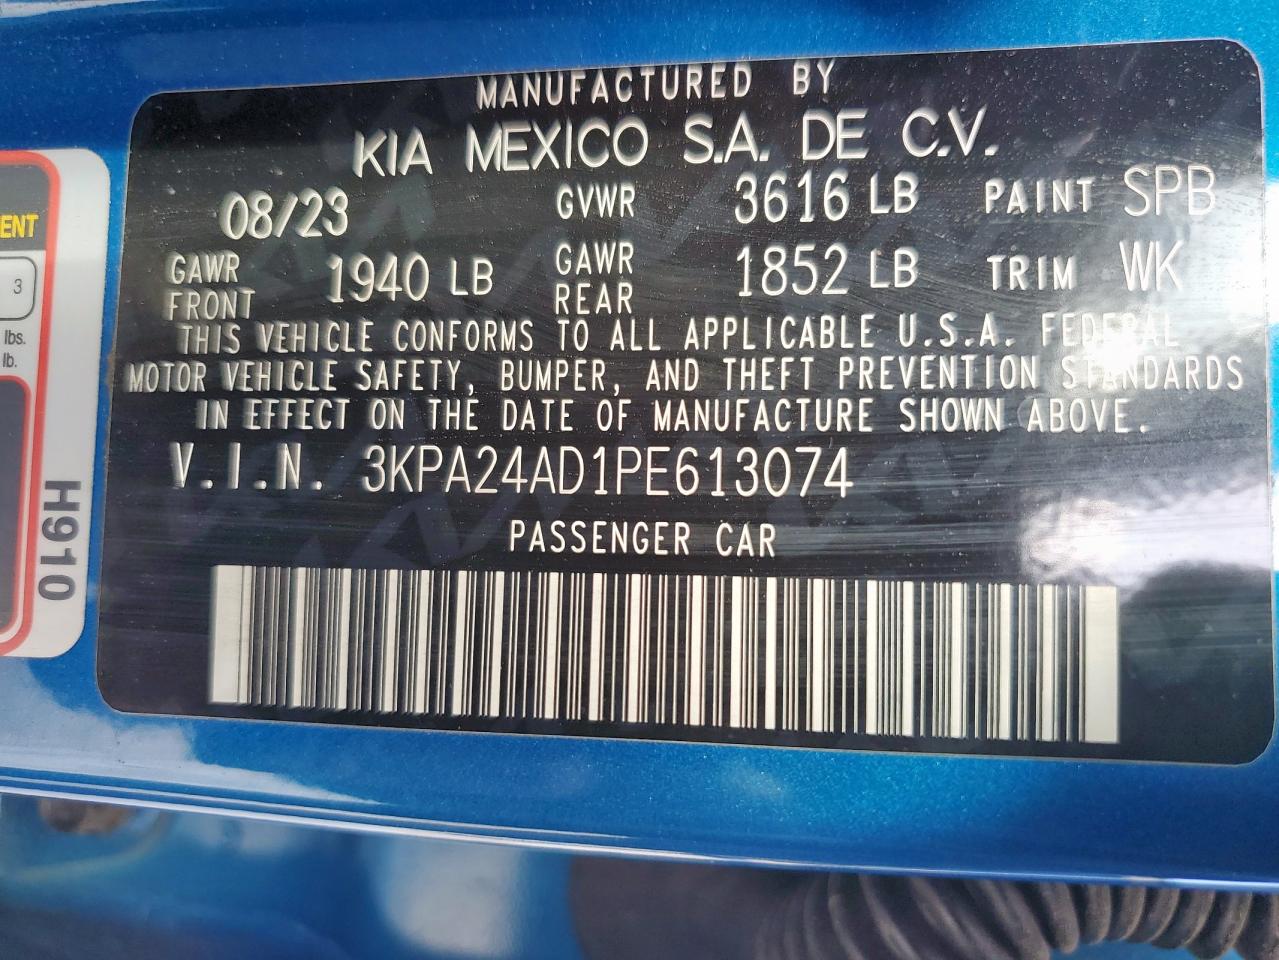 MANUFACTURED BY
KIA MEXICO S.A. DE C.V.
08/23 GVWR 3616 LB PAINT SPB
GAWR FRONT 1940 LB GAWR REAR 1852 LB TRIM WK
THIS VEHICLE CONFORMS TO ALL APPLICABLE U.S.A. FEDERAL
MOTOR VEHICLE SAFETY, BUMPER, AND THEFT PREVENTION STANDARDS
IN EFFECT ON THE DATE OF MANUFACTURE SHOWN ABOVE.
V.I.N. 3KPA24AD1PE613074
PASSENGER CAR
ENT
3
lbs.
lb.
H910